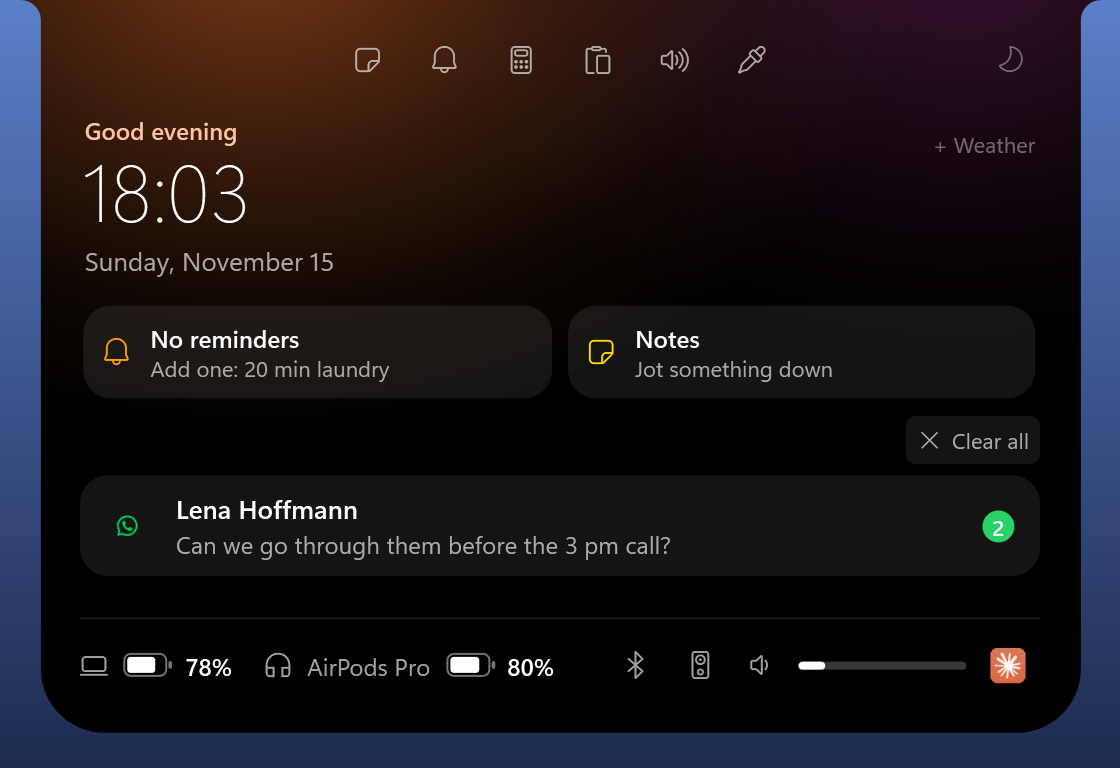 Good evening
+ Weather
18:03
Sunday, November 15
No reminders
Add one: 20 min laundry
Notes
Jot something down
Clear all
Lena Hoffmann
Can we go through them before the 3 pm call?
2
78%
AirPods Pro
80%